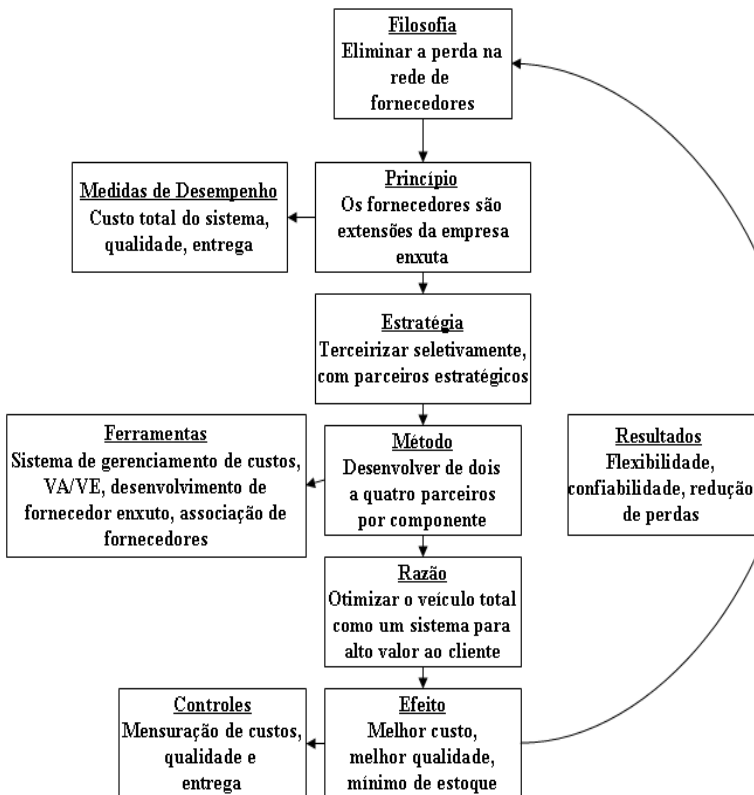 Filosofia
Eliminar a perda na
rede de
fornecedores
Medidas de Desempenho
Custo total do sistema,
qualidade, entrega
Princípio
Os fornecedores são
extensões da empresa
enxuta
Estratégia
Terceirizar seletivamente,
com parceiros estratégicos
Ferramentas
Sistema de gerenciamento de custos,
VA/VE, desenvolvimento de
fornecedor enxuto, associação de
fornecedores
Método
Desenvolver de dois
a quatro parceiros
por componente
Resultados
Flexibilidade,
confiabilidade, redução
de perdas
Razão
Otimizar o veículo total
como um sistema para
alto valor ao cliente
Controles
Mensuração de custos,
qualidade e
entrega
Efeito
Melhor custo,
melhor qualidade,
mínimo de estoque